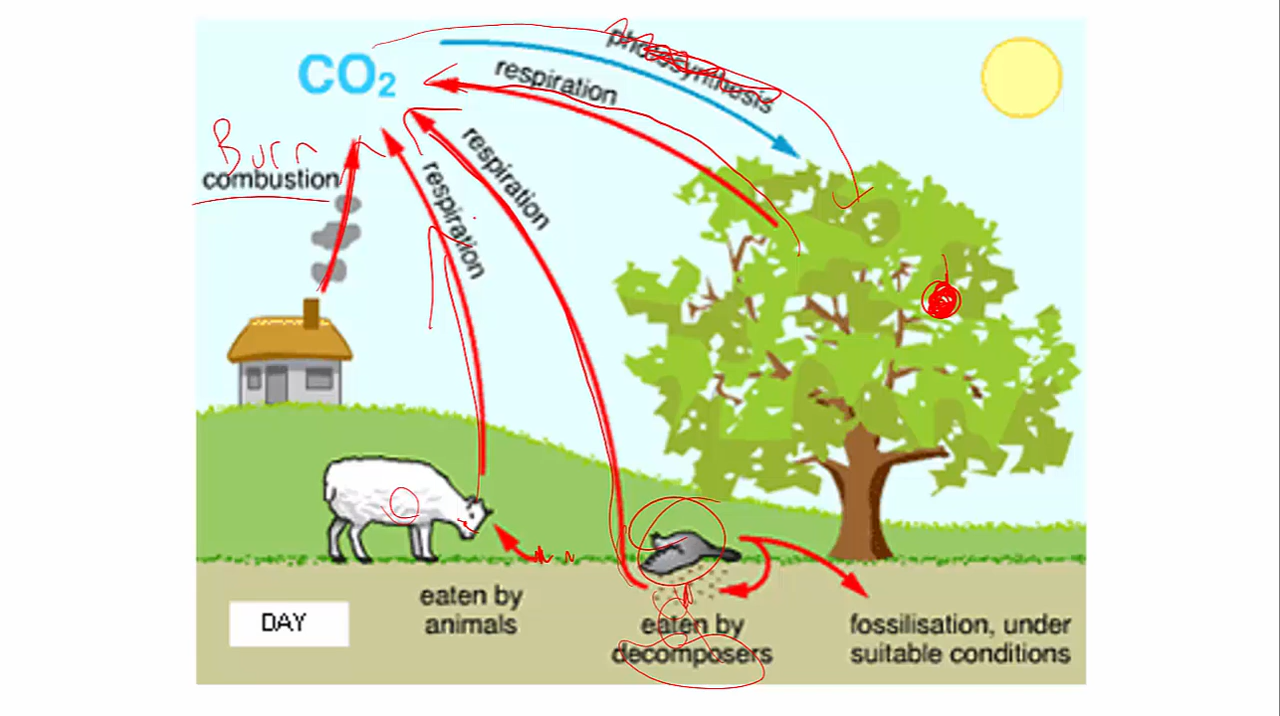 CO₂
photosynthesis
respiration
respiration
respiration
Burn
combustion
eaten by
animals
eaten by
decomposers
fossilisation, under
suitable conditions
DAY